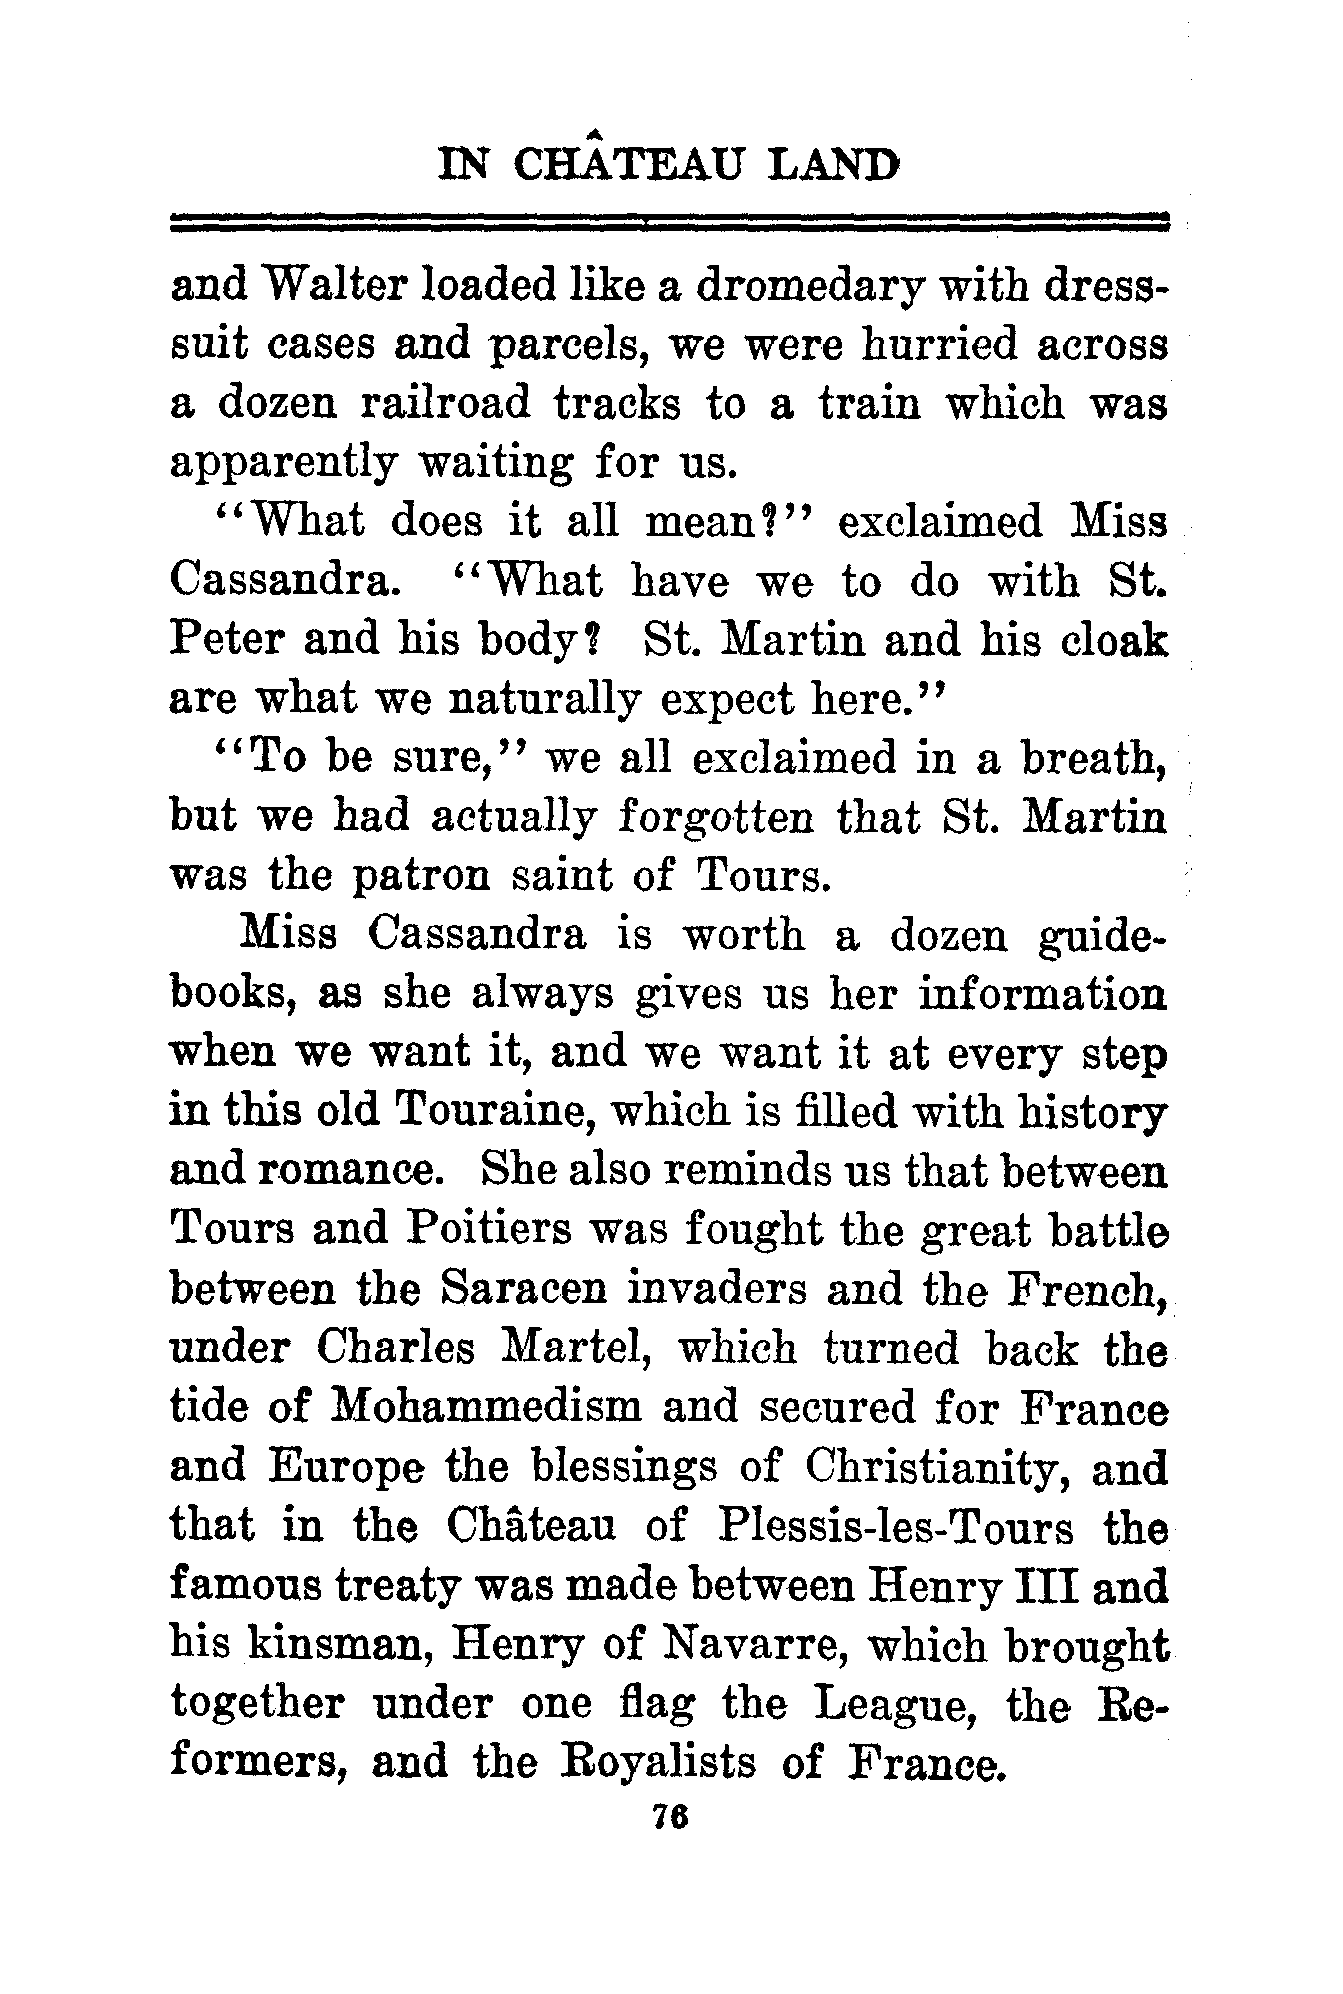 IN CHÂTEAU LAND
and Walter loaded like a dromedary with dress-
suit cases and parcels, we were hurried across
a dozen railroad tracks to a train which was
apparently waiting for us.
“What does it all mean?” exclaimed Miss
Cassandra. “What have we to do with St.
Peter and his body? St. Martin and his cloak
are what we naturally expect here.”
“To be sure,” we all exclaimed in a breath,
but we had actually forgotten that St. Martin
was the patron saint of Tours.
Miss Cassandra is worth a dozen guide-
books, as she always gives us her information
when we want it, and we want it at every step
in this old Touraine, which is filled with history
and romance. She also reminds us that between
Tours and Poitiers was fought the great battle
between the Saracen invaders and the French,
under Charles Martel, which turned back the
tide of Mohammedism and secured for France
and Europe the blessings of Christianity, and
that in the Château of Plessis-les-Tours the
famous treaty was made between Henry III and
his kinsman, Henry of Navarre, which brought
together under one flag the League, the Re-
formers, and the Royalists of France.
76